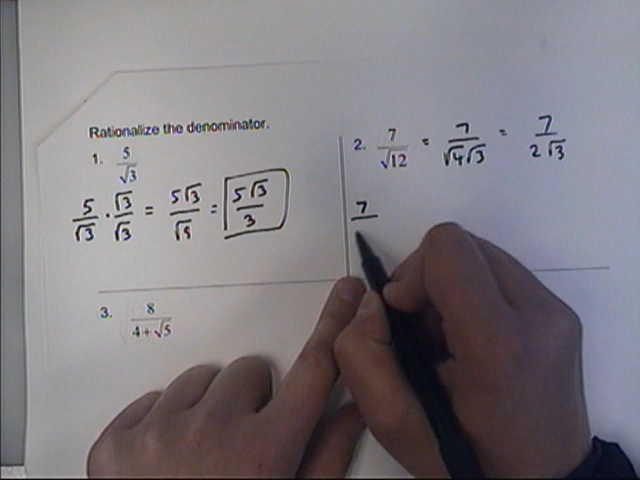 Rationalize the denominator.
1. 5/√3
5/√3 · √3/√3 = 5√3/√9 = 5√3/3
2. 7/√12 = 7/√4√3 = 7/2√3
7
3. 8/4+√5